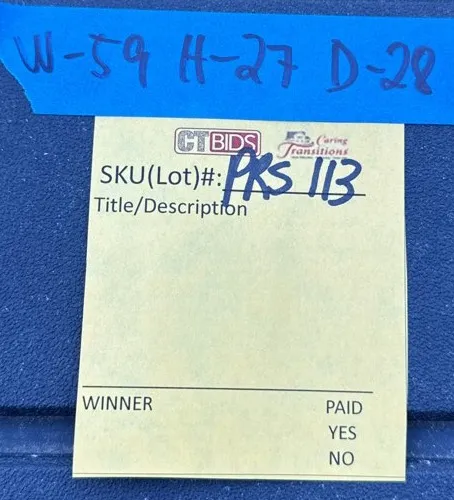 W-59 H-27 D-28
CTBIDS Caring Transitions
SKU(Lot)#: PRS 113
Title/Description
WINNER PAID
YES
NO